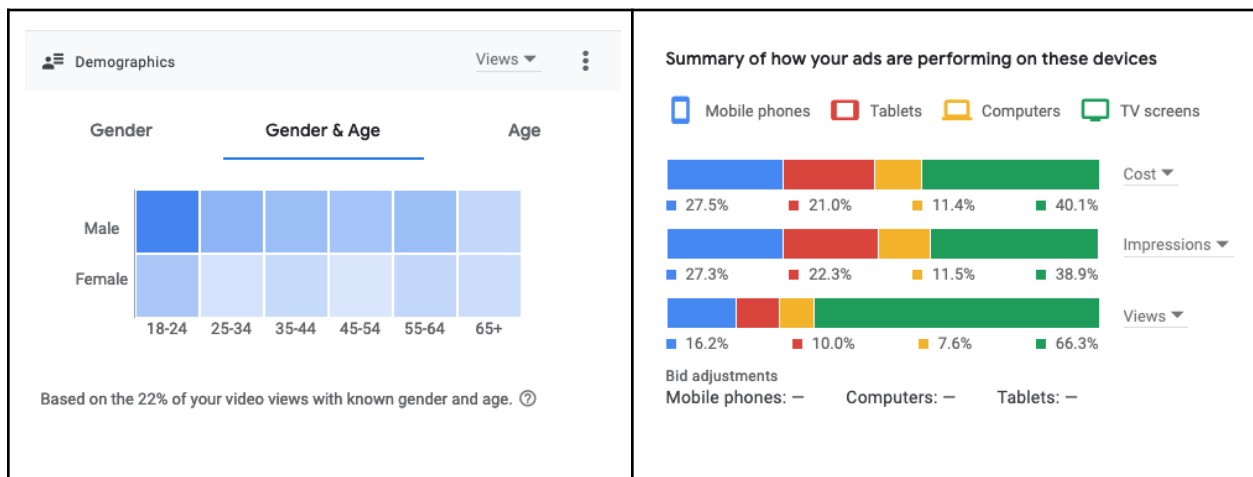 Demographics
Views
Gender
Gender & Age
Age
Male
Female
18-24 25-34 35-44 45-54 55-64 65+
Based on the 22% of your video views with known gender and age.
Summary of how your ads are performing on these devices
Mobile phones Tablets Computers TV screens
Cost
27.5% 21.0% 11.4% 40.1%
Impressions
27.3% 22.3% 11.5% 38.9%
Views
16.2% 10.0% 7.6% 66.3%
Bid adjustments
Mobile phones: — Computers: — Tablets: —